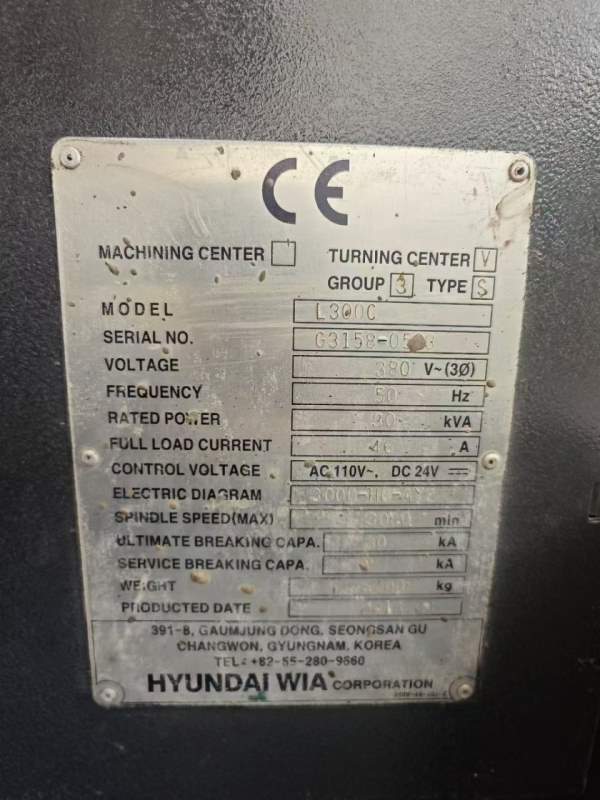 CE
MACHINING CENTER TURNING CENTER V
GROUP 3 TYPE S
MODEL L300C
SERIAL NO.
VOLTAGE 380 V~(3Ø)
FREQUENCY 50 Hz
RATED POWER 30 kVA
FULL LOAD CURRENT A
CONTROL VOLTAGE AC 110V~, DC 24V
ELECTRIC DIAGRAM
SPINDLE SPEED(MAX) min
ULTIMATE BREAKING CAPA. kA
SERVICE BREAKING CAPA. kA
WEIGHT kg
PRODUCTED DATE
391-8, GAUMJUNG DONG, SEONGSAN GU
CHANGWON, GYUNGNAM, KOREA
TEL: +82-55-280-9660
HYUNDAI WIA CORPORATION